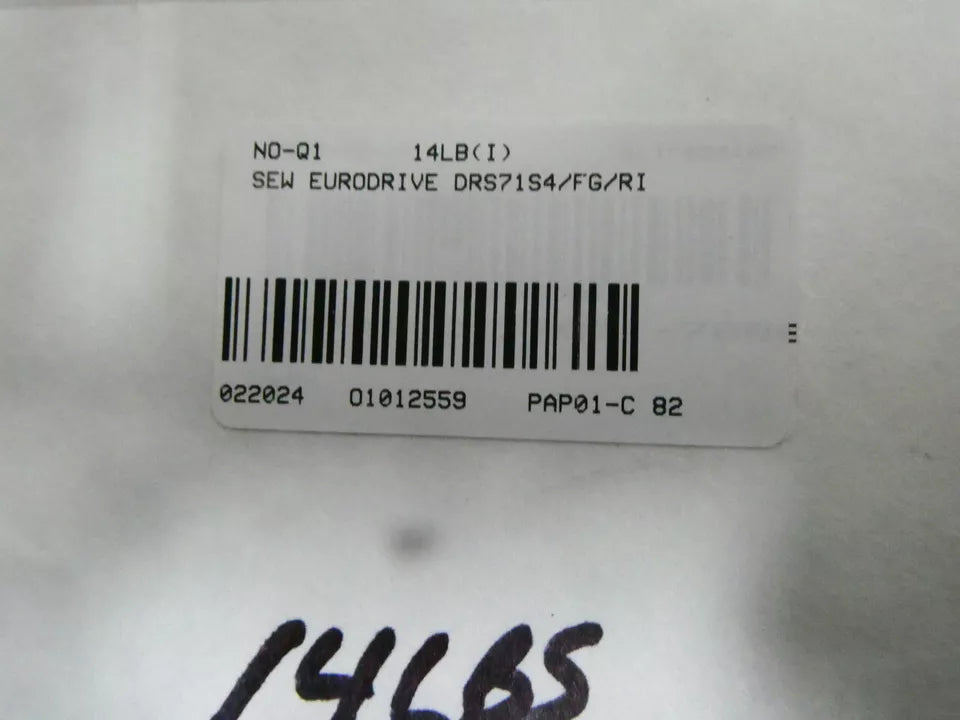 NO-Q1 14LB(I)
SEW EURODRIVE DRS71S4/FG/RI
022024 01012559 PAP01-C 82
14LBS